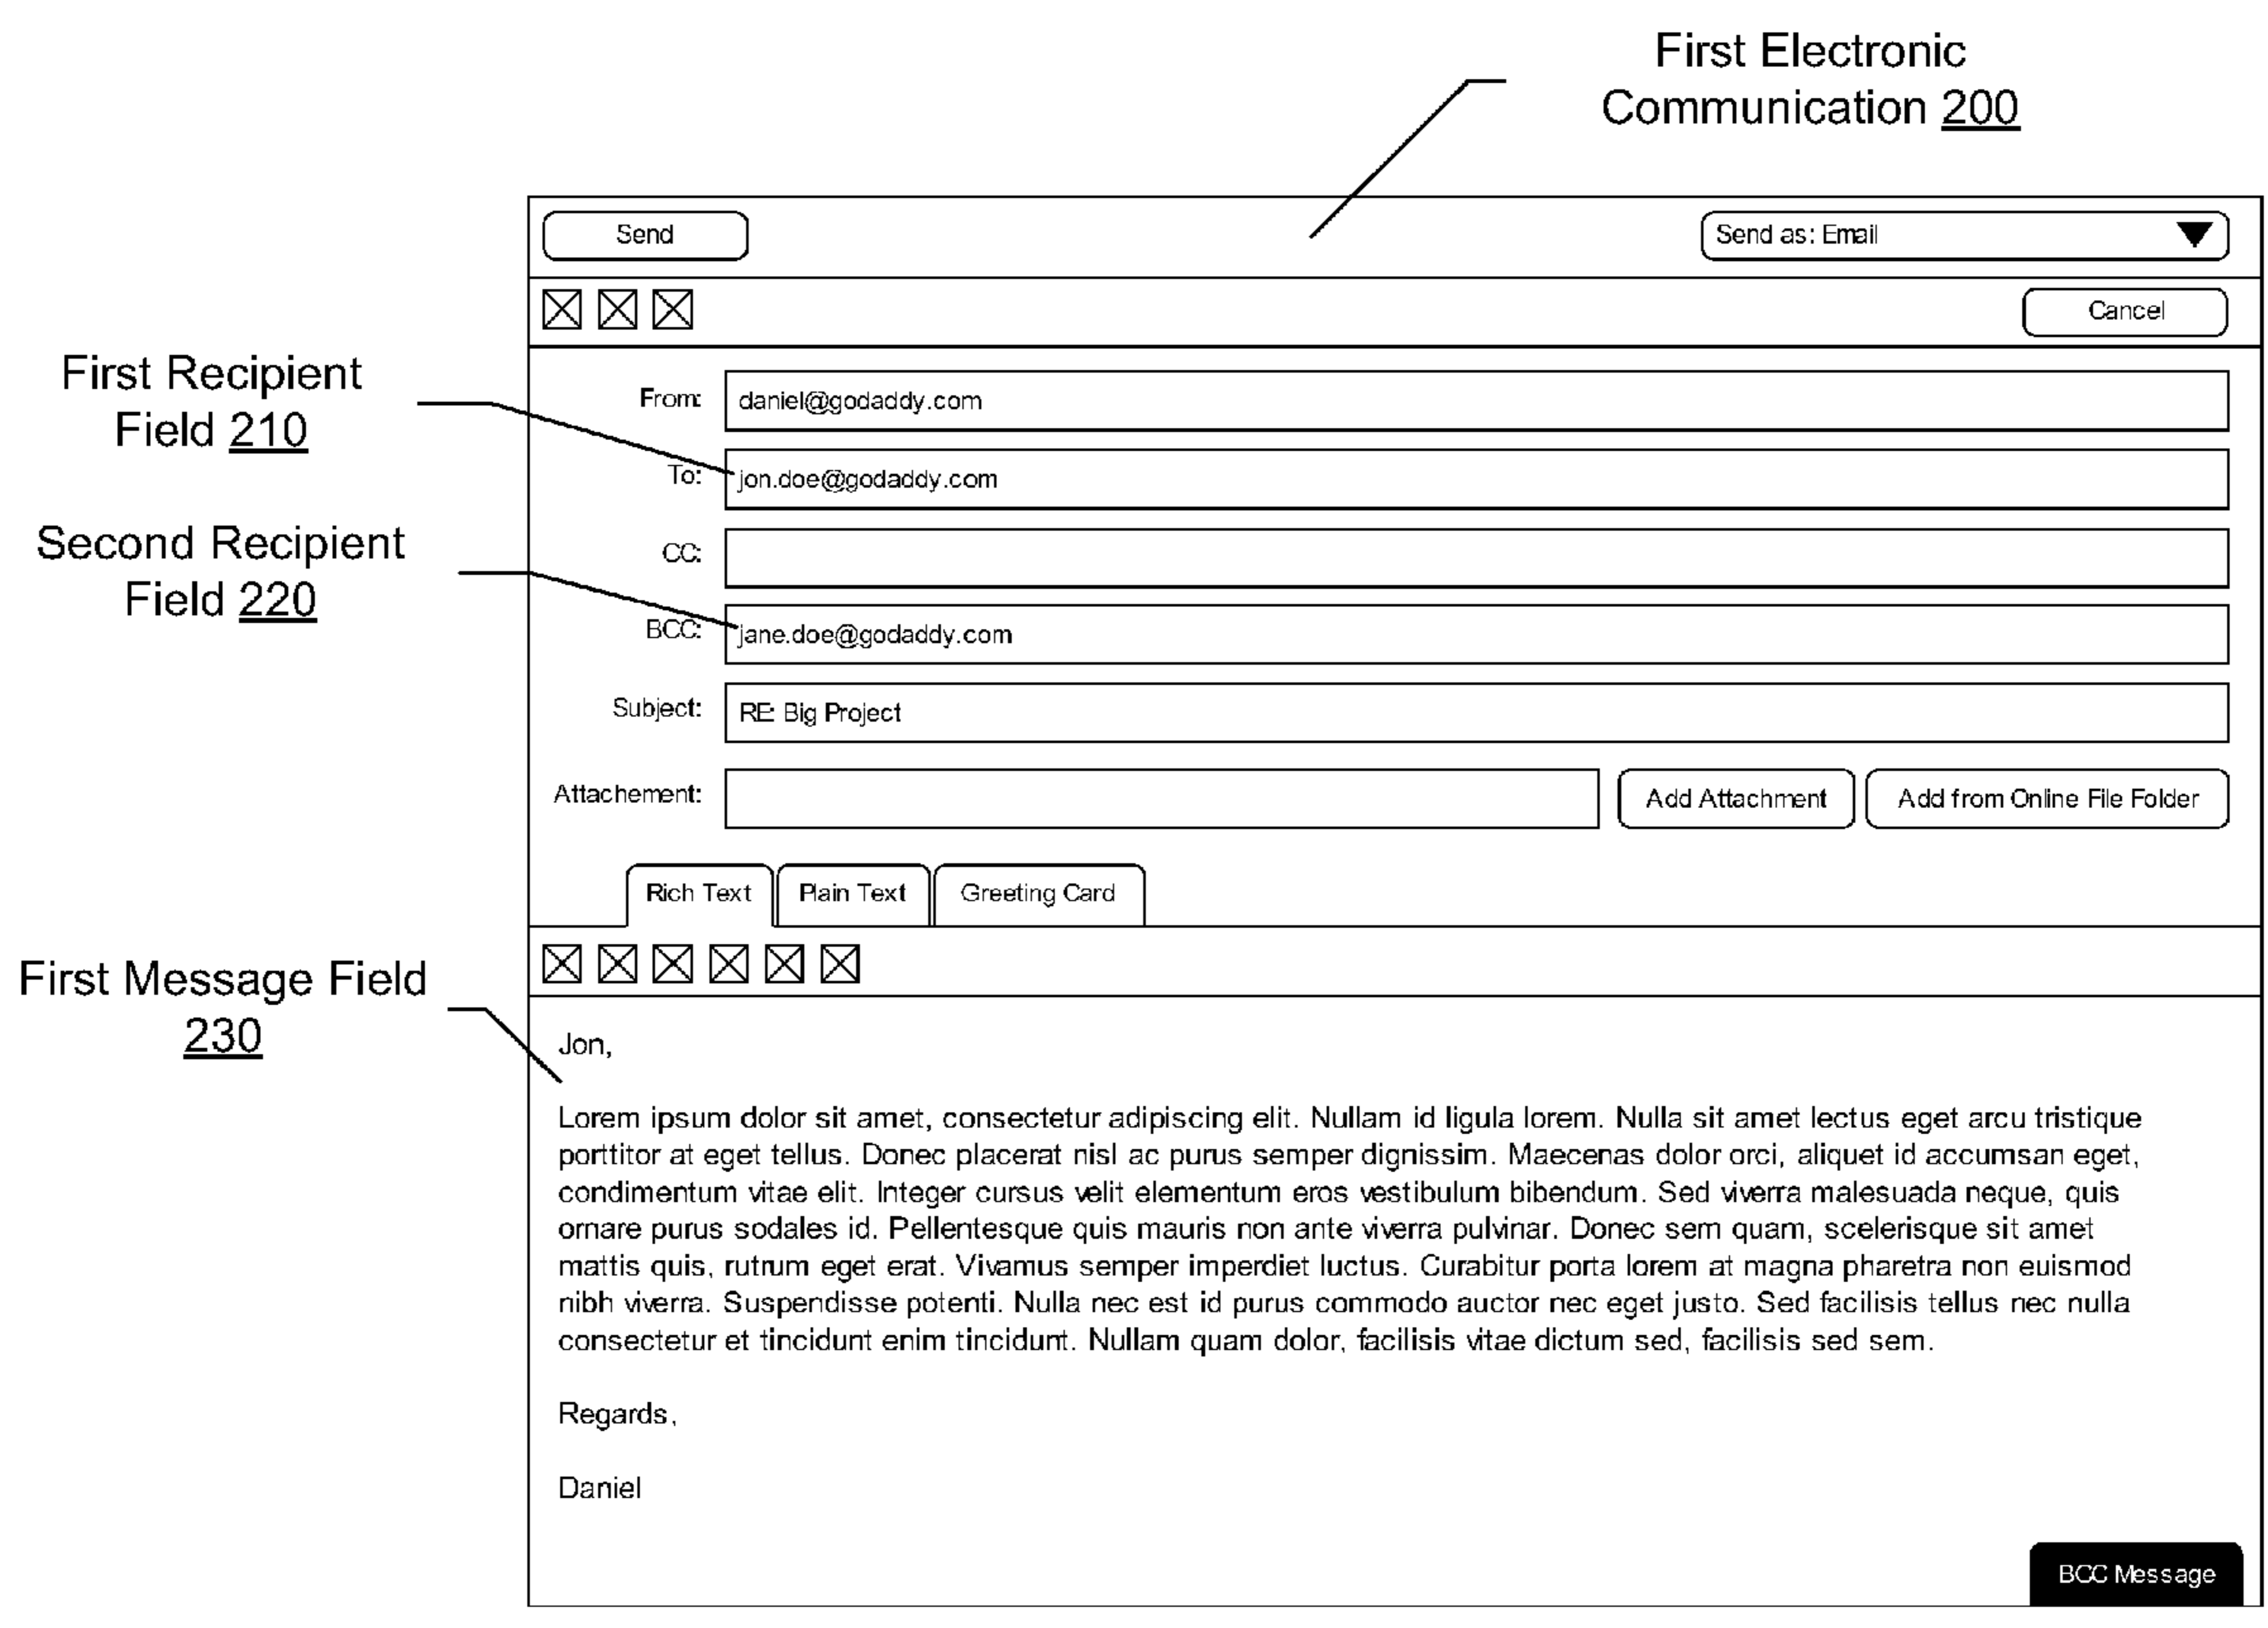 First Electronic
Communication 200
Send
Send as: Email
Cancel
First Recipient
Field 210
From:
daniel@godaddy.com
To:
jon.doe@godaddy.com
Second Recipient
Field 220
CC:
BCC:
jane.doe@godaddy.com
Subject:
RE: Big Project
Attachement:
Add Attachment
Add from Online File Folder
Rich Text
Plain Text
Greeting Card
First Message Field
230
Jon,
Lorem ipsum dolor sit amet, consectetur adipiscing elit. Nullam id ligula lorem. Nulla sit amet lectus eget arcu tristique
porttitor at eget tellus. Donec placerat nisl ac purus semper dignissim. Maecenas dolor orci, aliquet id accumsan eget,
condimentum vitae elit. Integer cursus velit elementum eros vestibulum bibendum. Sed viverra malesuada neque, quis
ornare purus sodales id. Pellentesque quis mauris non ante viverra pulvinar. Donec sem quam, scelerisque sit amet
mattis quis, rutrum eget erat. Vivamus semper imperdiet luctus. Curabitur porta lorem at magna pharetra non euismod
nibh viverra. Suspendisse potenti. Nulla nec est id purus commodo auctor nec eget justo. Sed facilisis tellus nec nulla
consectetur et tincidunt enim tincidunt. Nullam quam dolor, facilisis vitae dictum sed, facilisis sed sem.
Regards,
Daniel
BCC Message